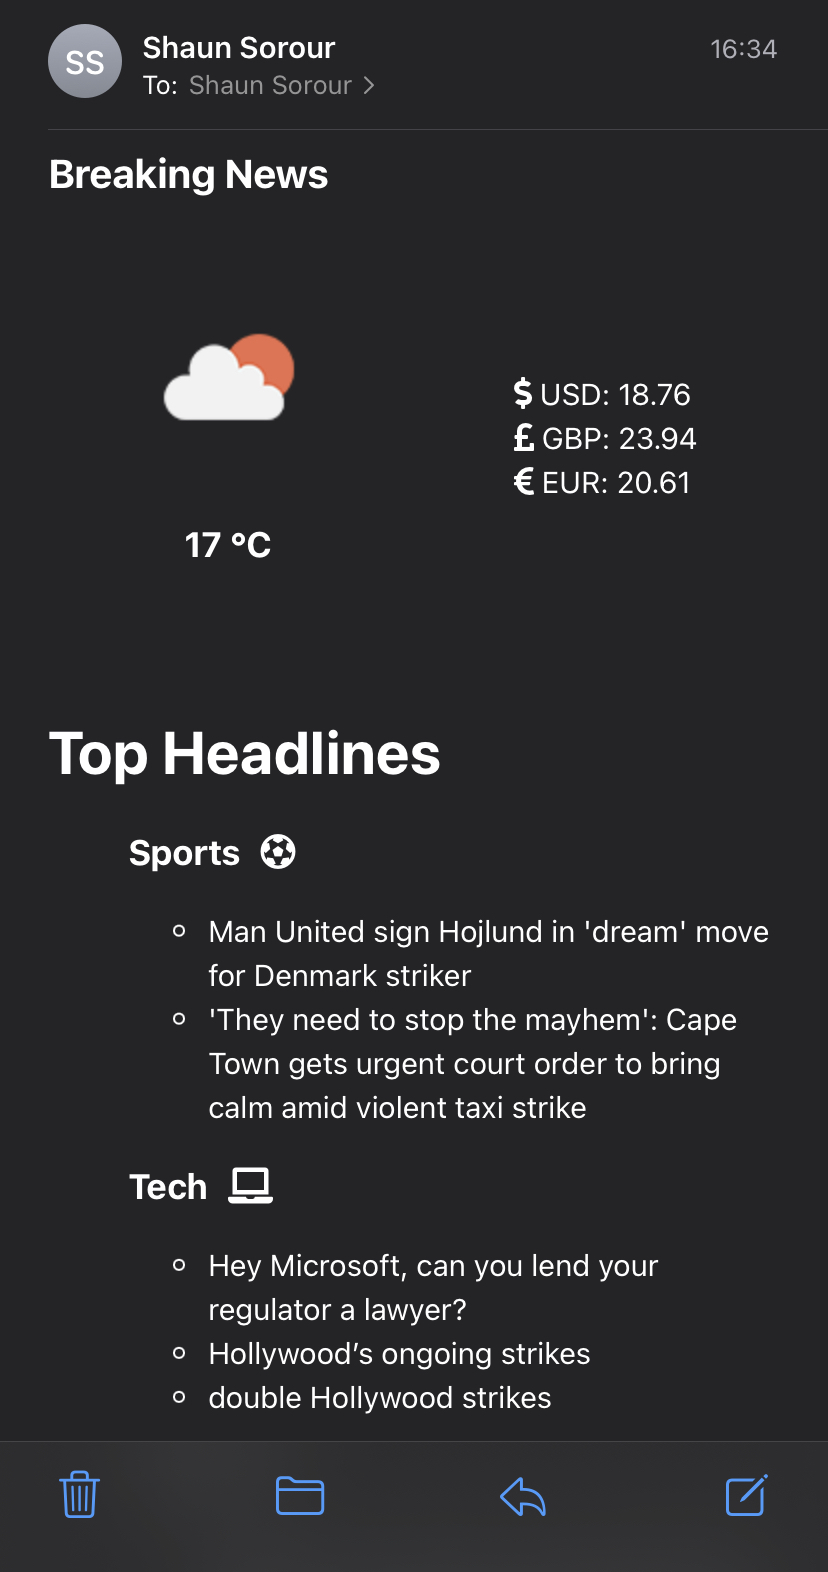 SS
Shaun Sorour
16:34
To: Shaun Sorour
Breaking News
$ USD: 18.76
£ GBP: 23.94
€ EUR: 20.61
17 °C
Top Headlines
Sports
Man United sign Hojlund in 'dream' move
for Denmark striker
'They need to stop the mayhem': Cape
Town gets urgent court order to bring
calm amid violent taxi strike
Tech
Hey Microsoft, can you lend your
regulator a lawyer?
Hollywood’s ongoing strikes
double Hollywood strikes